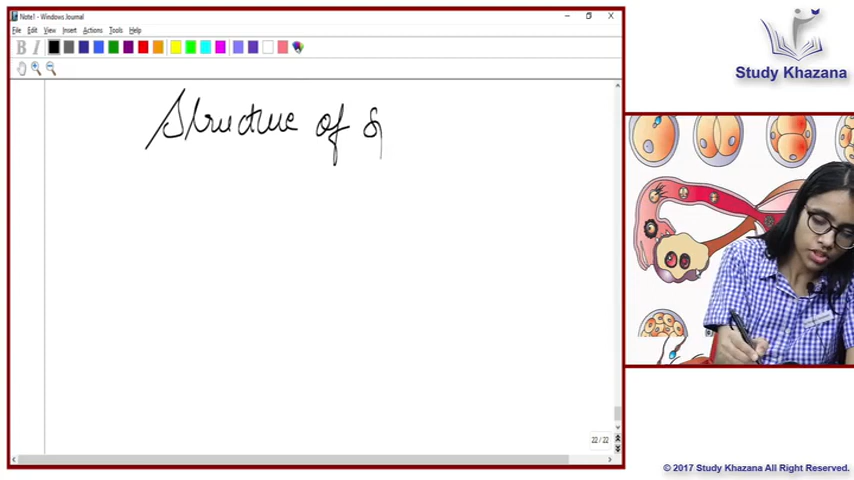 Note1 - Windows Journal
File Edit View Insert Actions Tools Help
B I
Study Khazana
Structure of sp
22 / 22
© 2017 Study Khazana All Right Reserved.